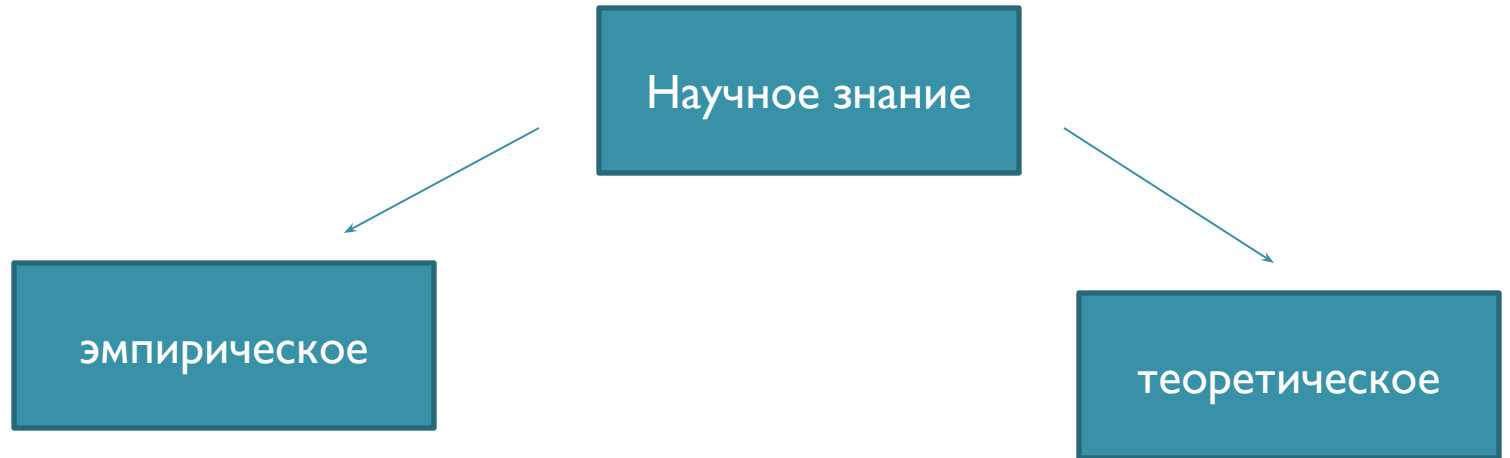 Научное знание
эмпирическое
теоретическое